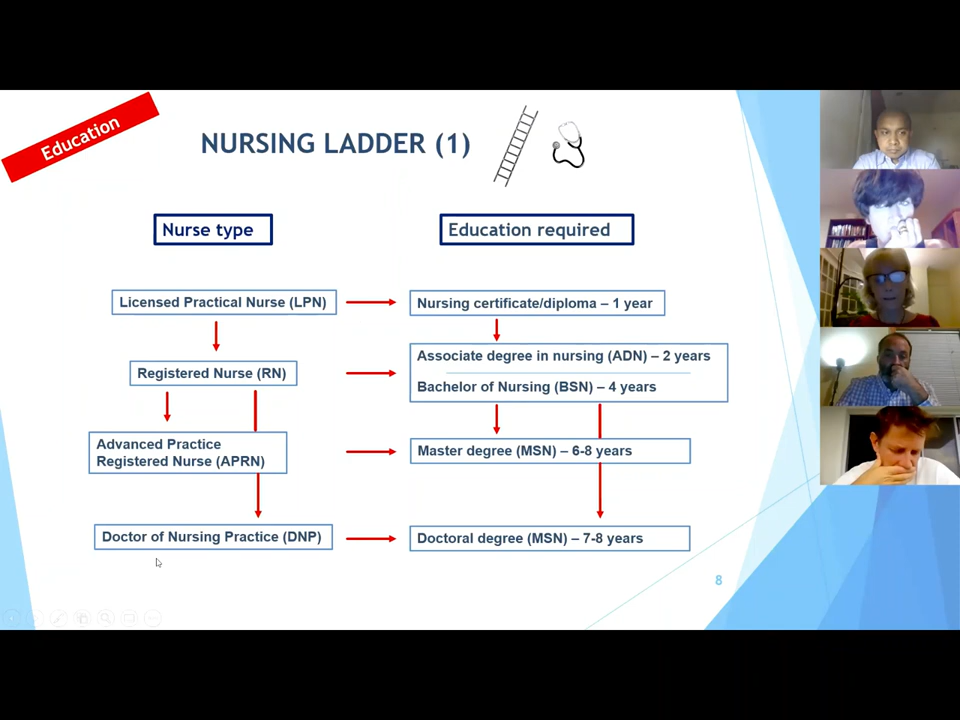 Education
NURSING LADDER (1)
Nurse type
Education required
Licensed Practical Nurse (LPN)
Nursing certificate/diploma – 1 year
Registered Nurse (RN)
Associate degree in nursing (ADN) – 2 years
Bachelor of Nursing (BSN) – 4 years
Advanced Practice
Registered Nurse (APRN)
Master degree (MSN) – 6-8 years
Doctor of Nursing Practice (DNP)
Doctoral degree (MSN) – 7-8 years
8